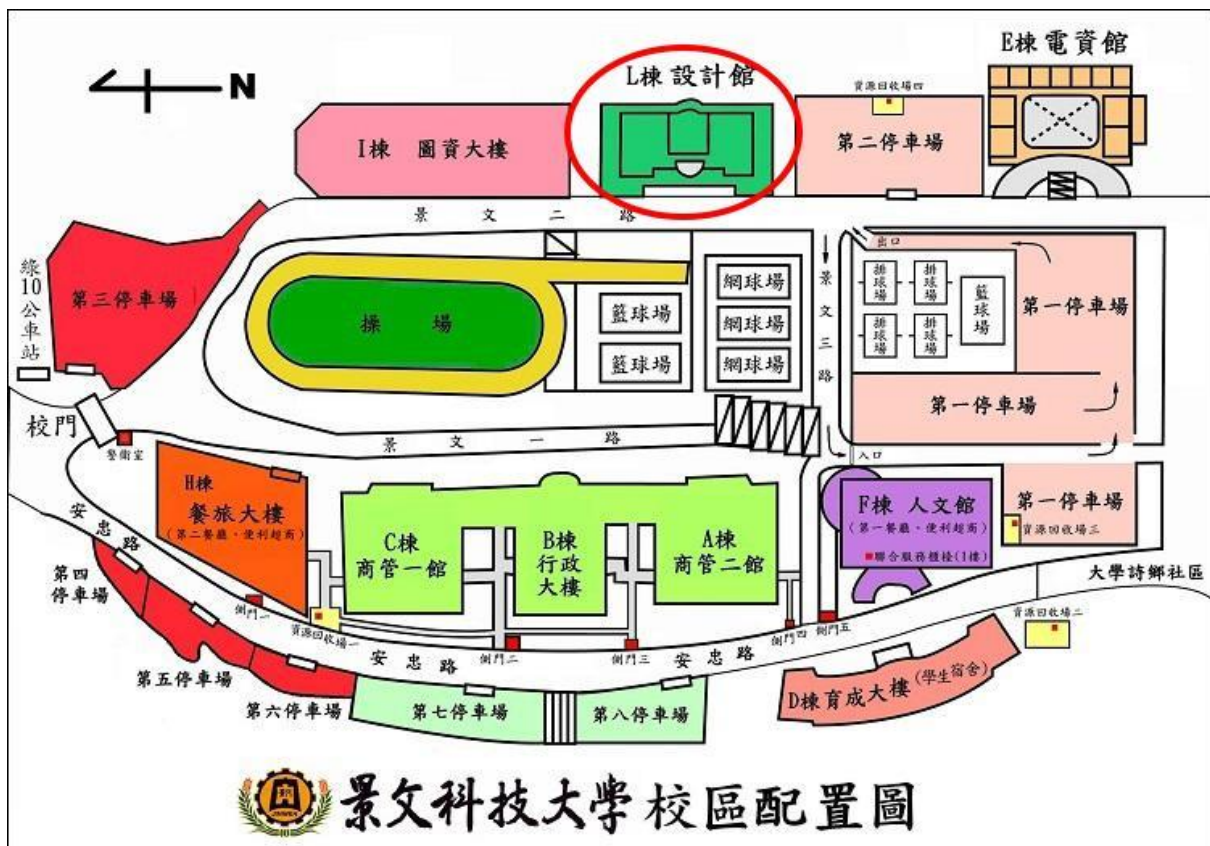 E棟電資館
L棟設計館
N
資源回收場四
I棟 圖資大樓
第二停車場
景文二路
出口
綠10公車站
第三停車場
操場
籃球場
籃球場
網球場
網球場
網球場
景文三路
排球場
排球場
排球場
排球場
籃球場
第一停車場
第一停車場
校門
警衛室
景文一路
入口
H棟
餐旅大樓
(第二餐廳、便利超商)
C棟
商管一館
B棟
行政
大樓
A棟
商管二館
F棟 人文館
(第一餐廳、便利超商)
聯合服務櫃檯(1樓)
第一停車場
資源回收場三
安忠路
第四
停車場
側門一
資源回收場一
側門二
側門三
側門四
側門五
大學詩鄉社區
資源回收場二
安忠路
安忠路
第五停車場
第六停車場
第七停車場
第八停車場
D棟育成大樓(學生宿舍)
景文科技大學校區配置圖